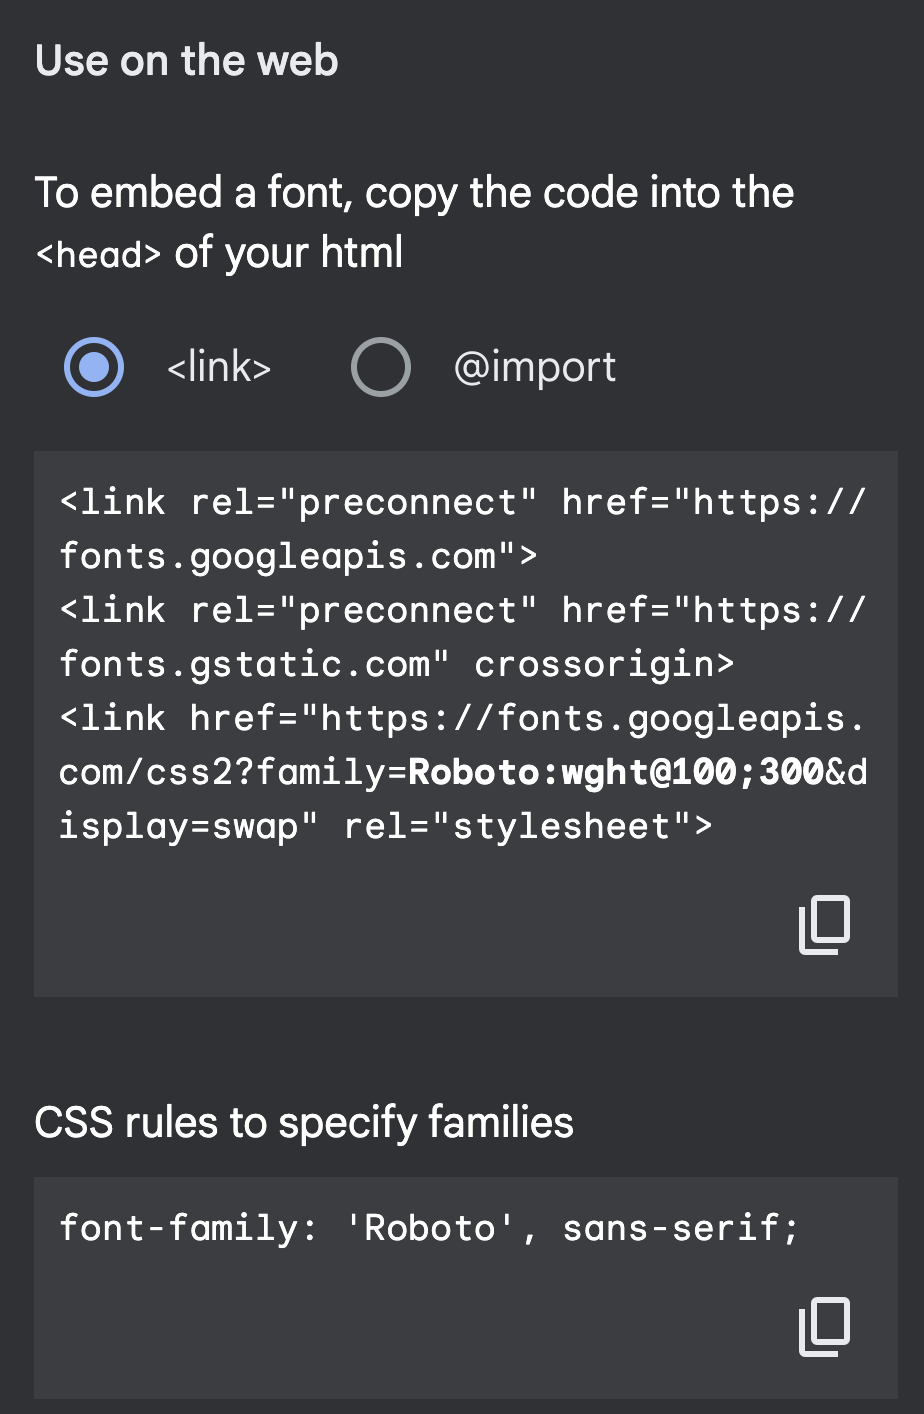 Use on the web
To embed a font, copy the code into the
<head> of your html
<link> @import
<link rel="preconnect" href="https://
fonts.googleapis.com">
<link rel="preconnect" href="https://
fonts.gstatic.com" crossorigin>
<link href="https://fonts.googleapis.
com/css2?family=Roboto:wght@100;300&d
isplay=swap" rel="stylesheet">
CSS rules to specify families
font-family: 'Roboto', sans-serif;